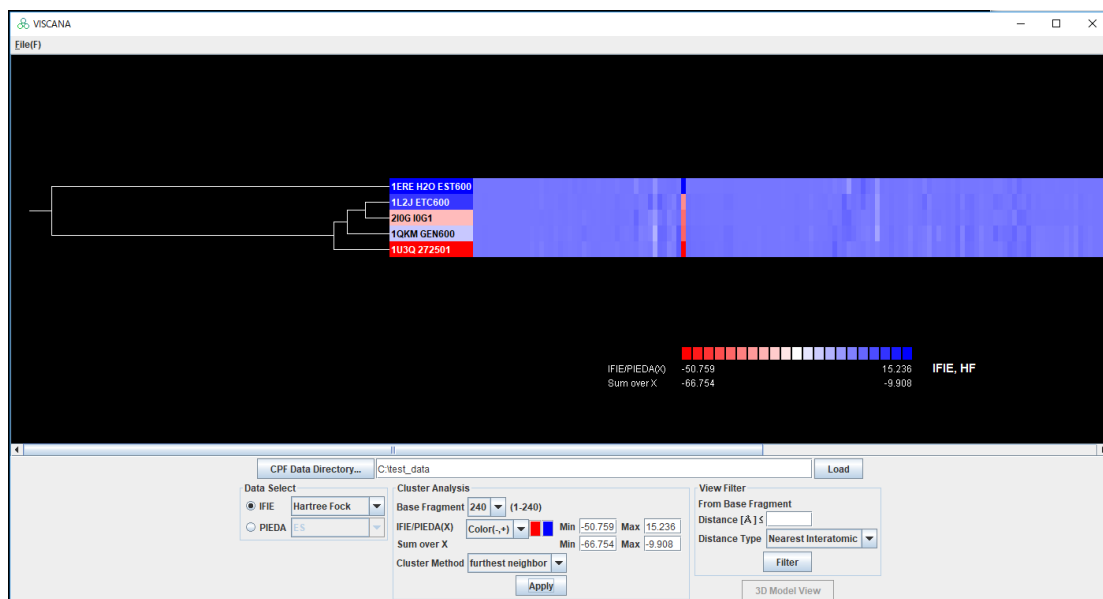 VISCANA
File(F)
1ERE H2O EST600
1L2J ETC600
2I0G I0G1
1QKM GEN600
1U3Q 272501
IFIE/PIEDA(X) -50.759 15.236 IFIE, HF
Sum over X -66.754 -9.908
CPF Data Directory... C:\test_data Load
Data Select
IFIE Hartree Fock
PIEDA ES
Cluster Analysis
Base Fragment 240 (1-240)
IFIE/PIEDA(X) Color(-,+) Min -50.759 Max 15.236
Sum over X Min -66.754 Max -9.908
Cluster Method furthest neighbor
Apply
View Filter
From Base Fragment
Distance [Å] ≤
Distance Type Nearest Interatomic
Filter
3D Model View